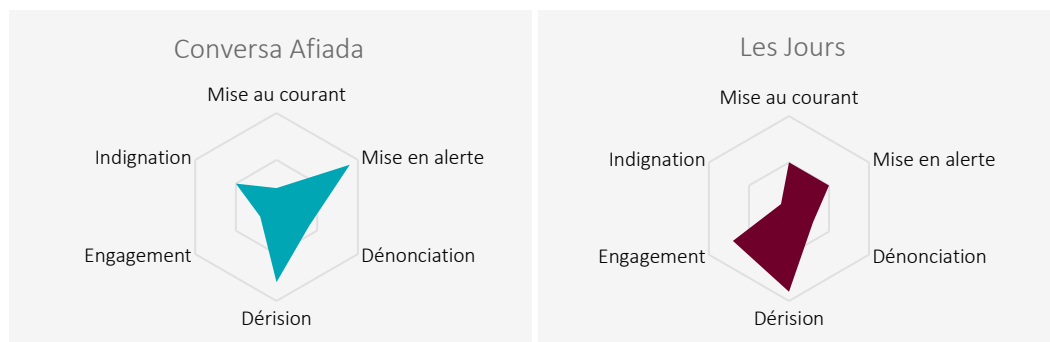 Conversa Afiada
Mise au courant
Indignation
Mise en alerte
Engagement
Dénonciation
Dérision
Les Jours
Mise au courant
Indignation
Mise en alerte
Engagement
Dénonciation
Dérision